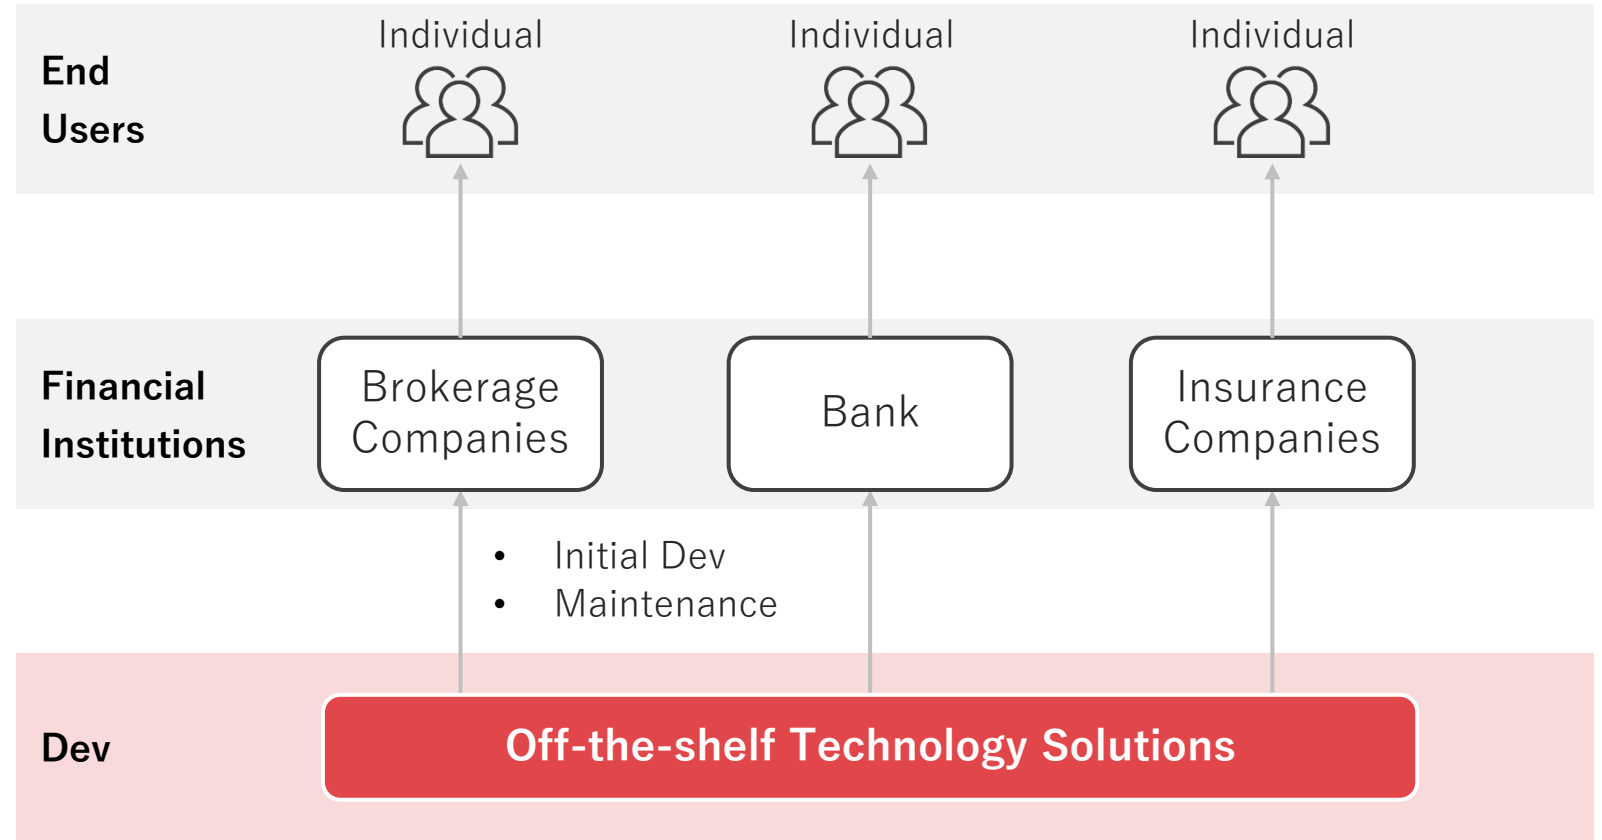 End
Users
Individual
Individual
Individual
Financial
Institutions
Brokerage
Companies
Bank
Insurance
Companies
• Initial Dev
• Maintenance
Dev
Off-the-shelf Technology Solutions